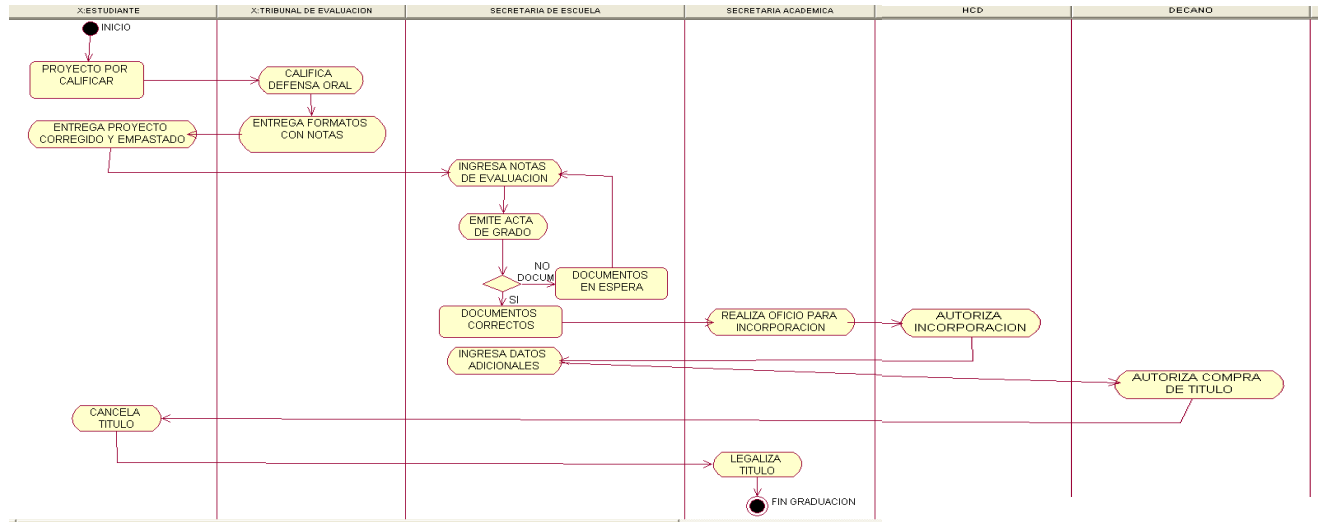 X:ESTUDIANTE
X:TRIBUNAL DE EVALUACION
SECRETARIA DE ESCUELA
SECRETARIA ACADEMICA
HCD
DECANO
INICIO
PROYECTO POR
CALIFICAR
CALIFICA
DEFENSA ORAL
ENTREGA FORMATOS
CON NOTAS
ENTREGA PROYECTO
CORREGIDO Y EMPASTADO
INGRESA NOTAS
DE EVALUACION
EMITE ACTA
DE GRADO
NO
DOCUM
DOCUMENTOS
EN ESPERA
SI
DOCUMENTOS
CORRECTOS
REALIZA OFICIO PARA
INCORPORACION
AUTORIZA
INCORPORACION
INGRESA DATOS
ADICIONALES
AUTORIZA COMPRA
DE TITULO
CANCELA
TITULO
LEGALIZA
TITULO
FIN GRADUACION